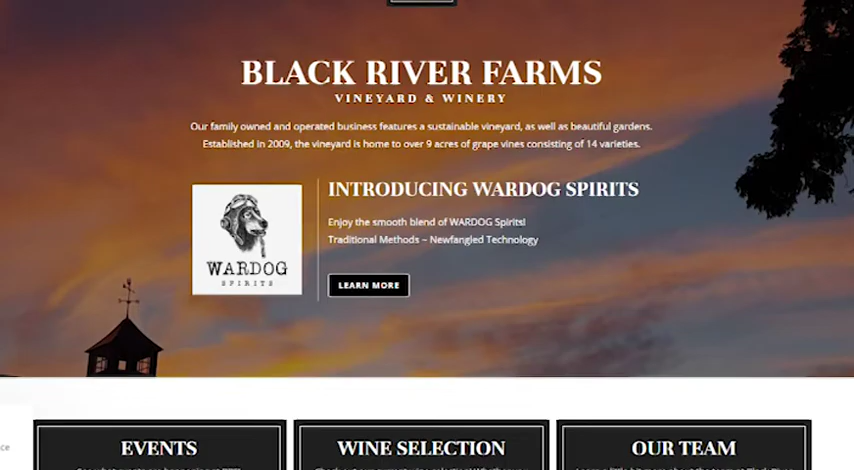 BLACK RIVER FARMS
VINEYARD & WINERY
Our family owned and operated business features a sustainable vineyard, as well as beautiful gardens.
Established in 2009, the vineyard is home to over 9 acres of grape vines consisting of 14 varieties.
INTRODUCING WARDOG SPIRITS
Enjoy the smooth blend of WARDOG Spirits!
Traditional Methods – Newfangled Technology
WARDOG
SPIRITS
LEARN MORE
EVENTS
WINE SELECTION
OUR TEAM
ce